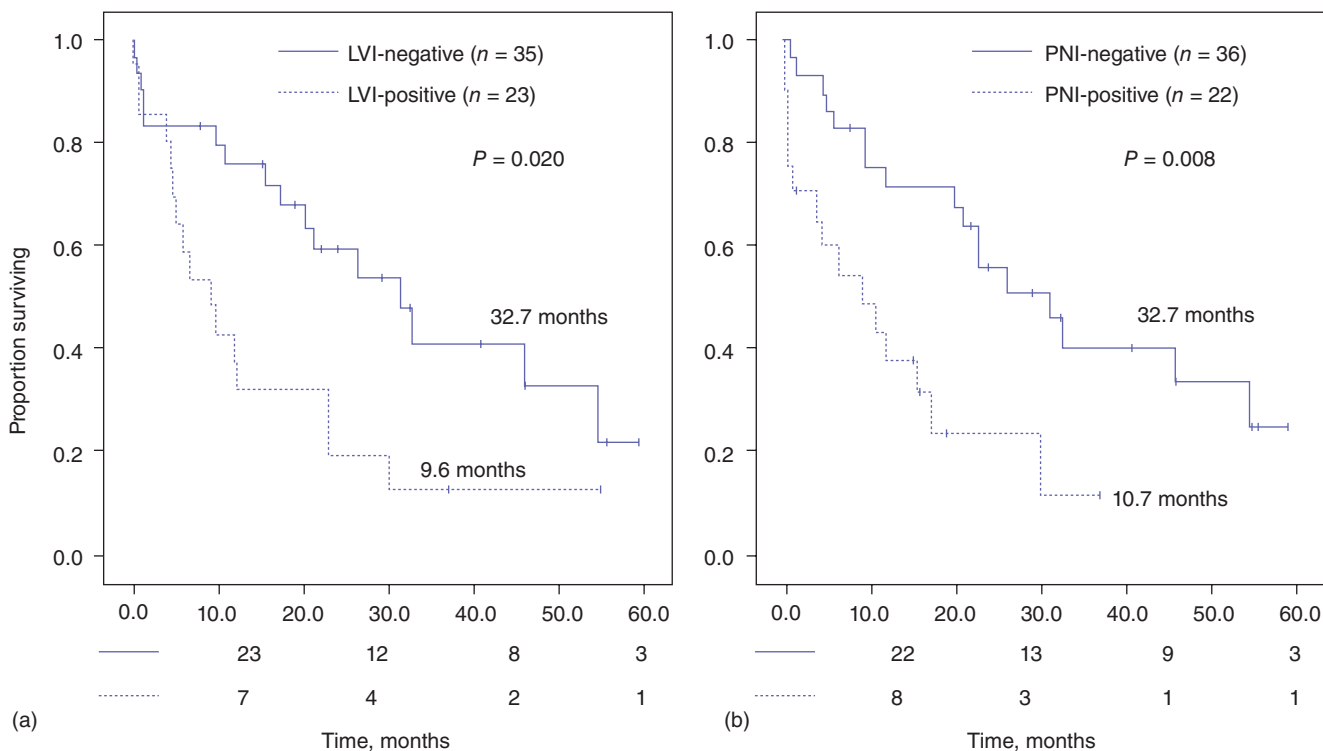 LVI-negative (n = 35)
LVI-positive (n = 23)
P = 0.020
32.7 months
9.6 months
Proportion surviving
1.0
0.8
0.6
0.4
0.2
0.0
0.0 10.0 20.0 30.0 40.0 50.0 60.0
23 12 8 3
7 4 2 1
(a)
Time, months
PNI-negative (n = 36)
PNI-positive (n = 22)
P = 0.008
32.7 months
10.7 months
1.0
0.8
0.6
0.4
0.2
0.0
0.0 10.0 20.0 30.0 40.0 50.0 60.0
22 13 9 3
8 3 1 1
(b)
Time, months